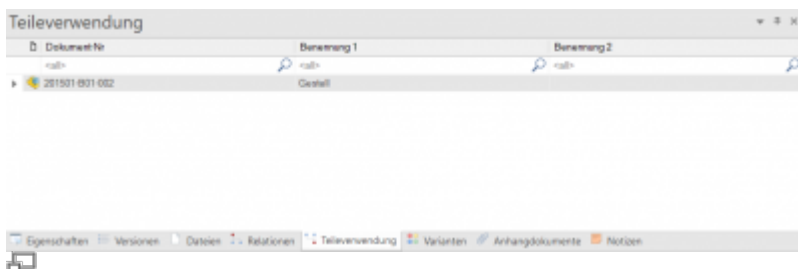 Teileverwendung
Dokument Nr Benennung 1 Benennung 2
<all> <all> <all>
201501-B01-002 Gestell
Eigenschaften Versionen Dateien Relationen Teileverwendung Varianten Anhangdokumente Notizen